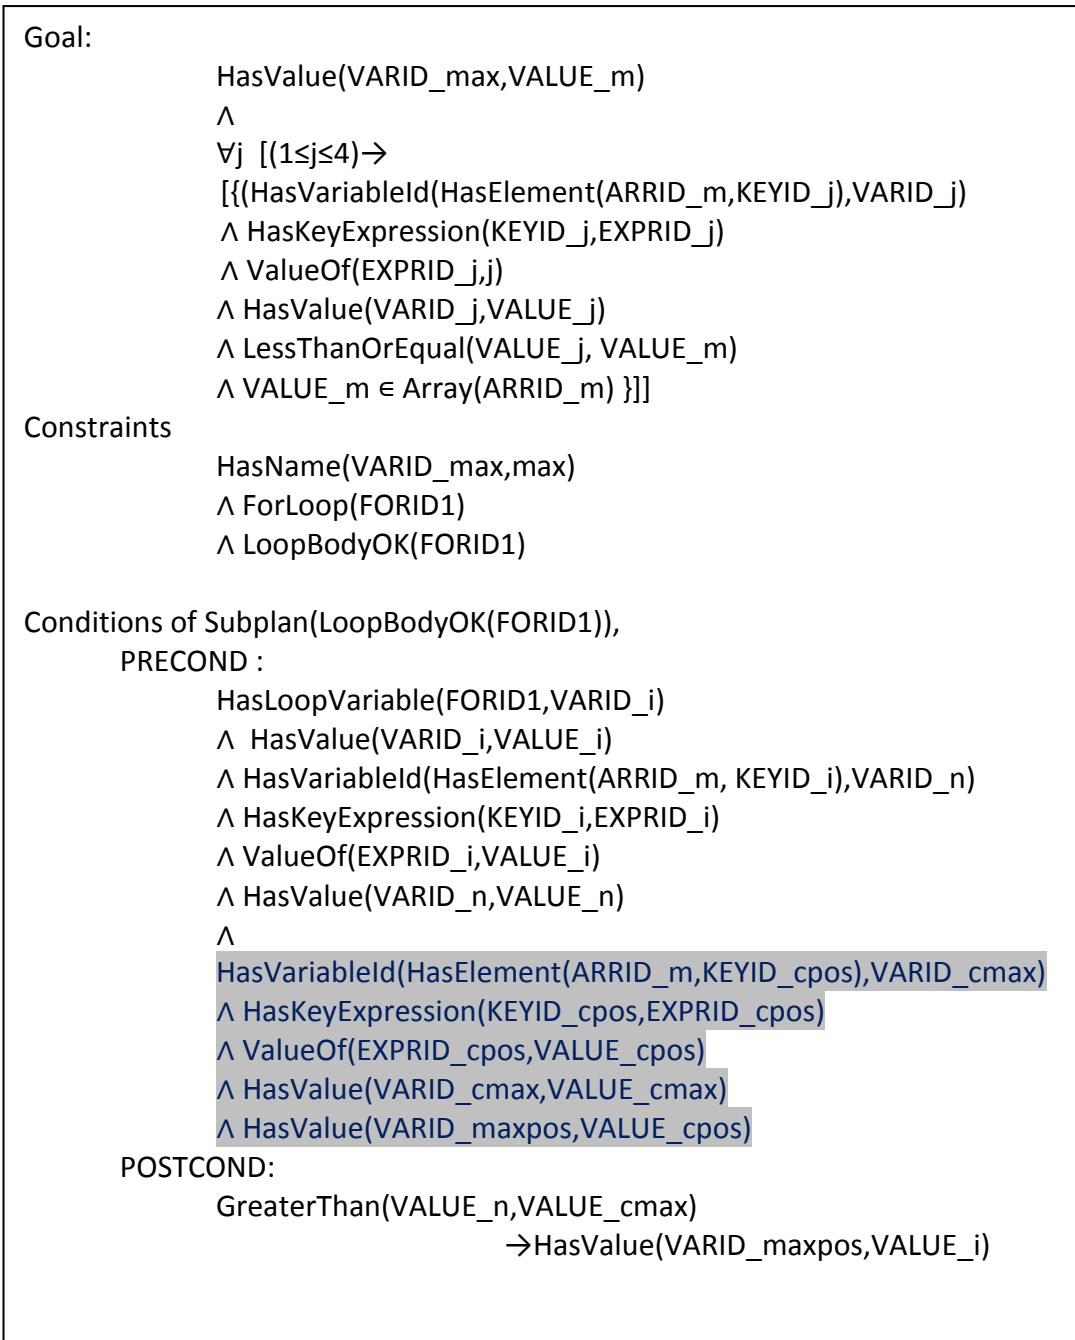 Goal:
HasValue(VARID_max,VALUE_m)
∧
∀j [(1≤j≤4)→
[{(HasVariableId(HasElement(ARRID_m,KEYID_j),VARID_j)
∧ HasKeyExpression(KEYID_j,EXPRID_j)
∧ ValueOf(EXPRID_j,j)
∧ HasValue(VARID_j,VALUE_j)
∧ LessThanOrEqual(VALUE_j, VALUE_m)
∧ VALUE_m ∊ Array(ARRID_m) }]]
Constraints
HasName(VARID_max,max)
∧ ForLoop(FORID1)
∧ LoopBodyOK(FORID1)
Conditions of Subplan(LoopBodyOK(FORID1)),
PRECOND :
HasLoopVariable(FORID1,VARID_i)
∧ HasValue(VARID_i,VALUE_i)
∧ HasVariableId(HasElement(ARRID_m, KEYID_i),VARID_n)
∧ HasKeyExpression(KEYID_i,EXPRID_i)
∧ ValueOf(EXPRID_i,VALUE_i)
∧ HasValue(VARID_n,VALUE_n)
∧
HasVariableId(HasElement(ARRID_m,KEYID_cpos),VARID_cmax)
∧ HasKeyExpression(KEYID_cpos,EXPRID_cpos)
∧ ValueOf(EXPRID_cpos,VALUE_cpos)
∧ HasValue(VARID_cmax,VALUE_cmax)
∧ HasValue(VARID_maxpos,VALUE_cpos)
POSTCOND:
GreaterThan(VALUE_n,VALUE_cmax)
→HasValue(VARID_maxpos,VALUE_i)